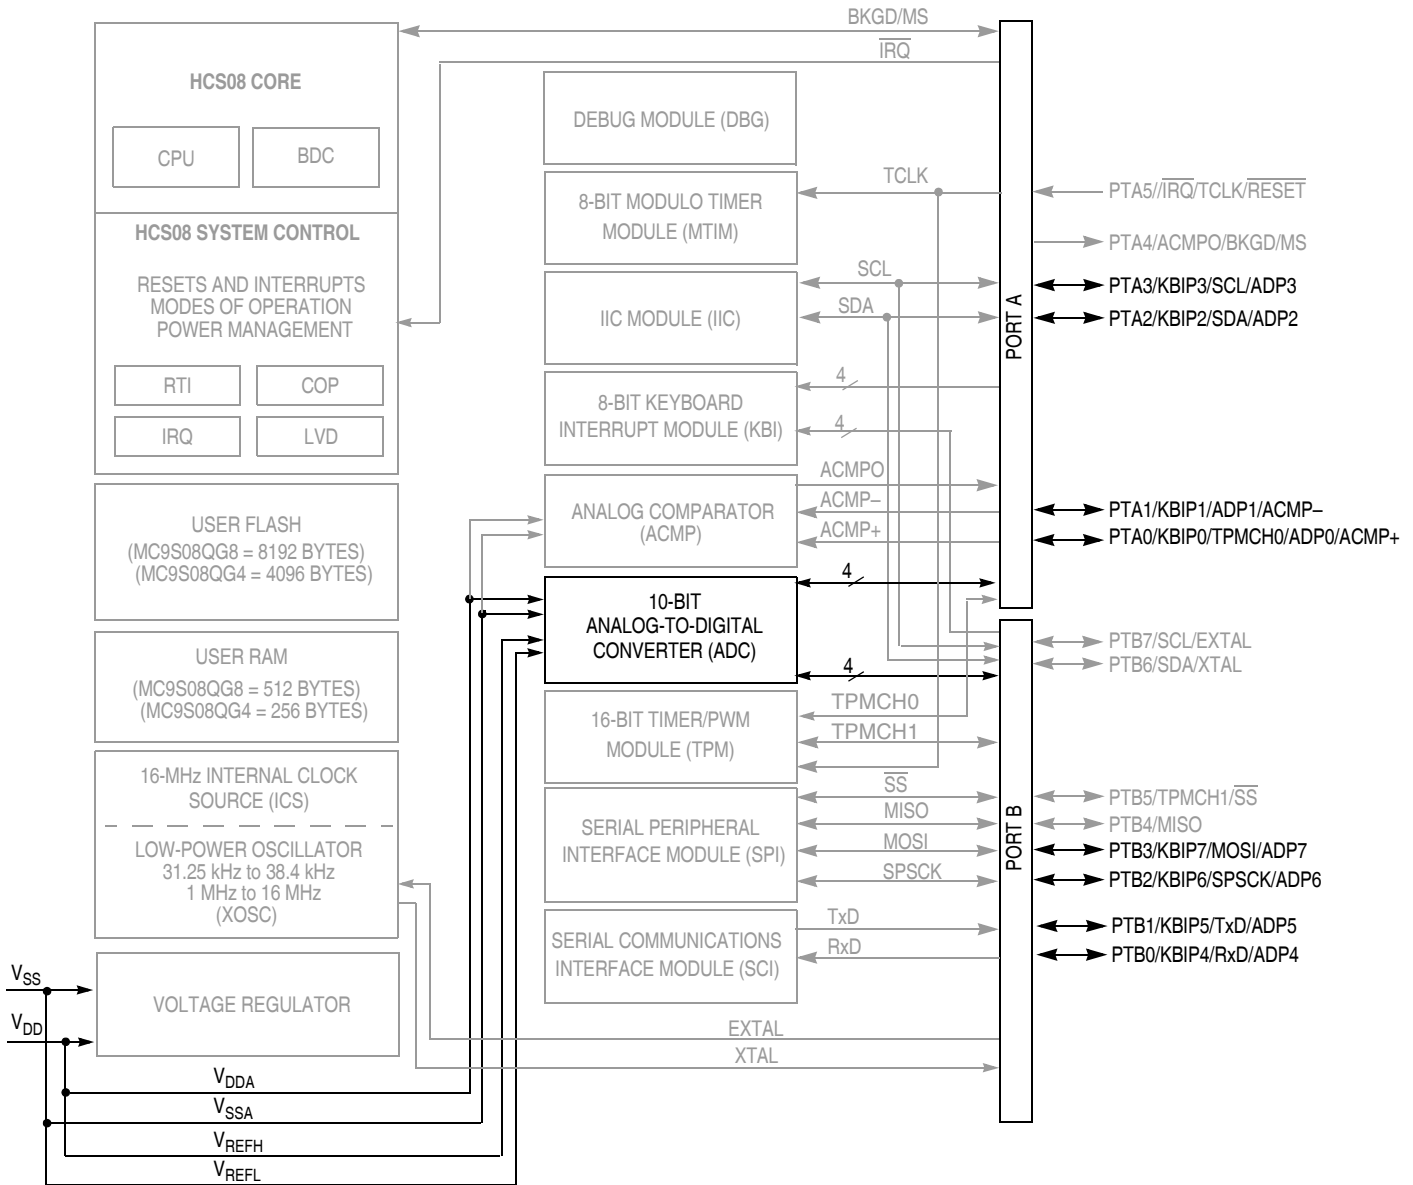 BKGD/MS
IRQ
HCS08 CORE
CPU
BDC
HCS08 SYSTEM CONTROL
RESETS AND INTERRUPTS
MODES OF OPERATION
POWER MANAGEMENT
RTI
COP
IRQ
LVD
USER FLASH
(MC9S08QG8 = 8192 BYTES)
(MC9S08QG4 = 4096 BYTES)
USER RAM
(MC9S08QG8 = 512 BYTES)
(MC9S08QG4 = 256 BYTES)
16-MHz INTERNAL CLOCK
SOURCE (ICS)
LOW-POWER OSCILLATOR
31.25 kHz to 38.4 kHz
1 MHz to 16 MHz
(XOSC)
VSS
VDD
VOLTAGE REGULATOR
VDDA
VSSA
VREFH
VREFL
DEBUG MODULE (DBG)
8-BIT MODULO TIMER
MODULE (MTIM)
TCLK
IIC MODULE (IIC)
SCL
SDA
8-BIT KEYBOARD
INTERRUPT MODULE (KBI)
4
4
ANALOG COMPARATOR
(ACMP)
ACMPO
ACMP–
ACMP+
10-BIT
ANALOG-TO-DIGITAL
CONVERTER (ADC)
4
4
16-BIT TIMER/PWM
MODULE (TPM)
TPMCH0
TPMCH1
SERIAL PERIPHERAL
INTERFACE MODULE (SPI)
SS
MISO
MOSI
SPSCK
SERIAL COMMUNICATIONS
INTERFACE MODULE (SCI)
TxD
RxD
EXTAL
XTAL
PORT A
PORT B
PTA5//IRQ/TCLK/RESET
PTA4/ACMPO/BKGD/MS
PTA3/KBIP3/SCL/ADP3
PTA2/KBIP2/SDA/ADP2
PTA1/KBIP1/ADP1/ACMP–
PTA0/KBIP0/TPMCH0/ADP0/ACMP+
PTB7/SCL/EXTAL
PTB6/SDA/XTAL
PTB5/TPMCH1/SS
PTB4/MISO
PTB3/KBIP7/MOSI/ADP7
PTB2/KBIP6/SPSCK/ADP6
PTB1/KBIP5/TxD/ADP5
PTB0/KBIP4/RxD/ADP4